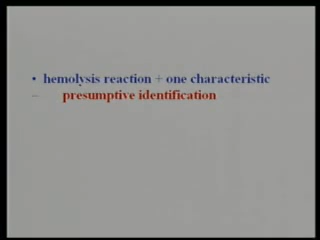 • hemolysis reaction + one characteristic
– presumptive identification